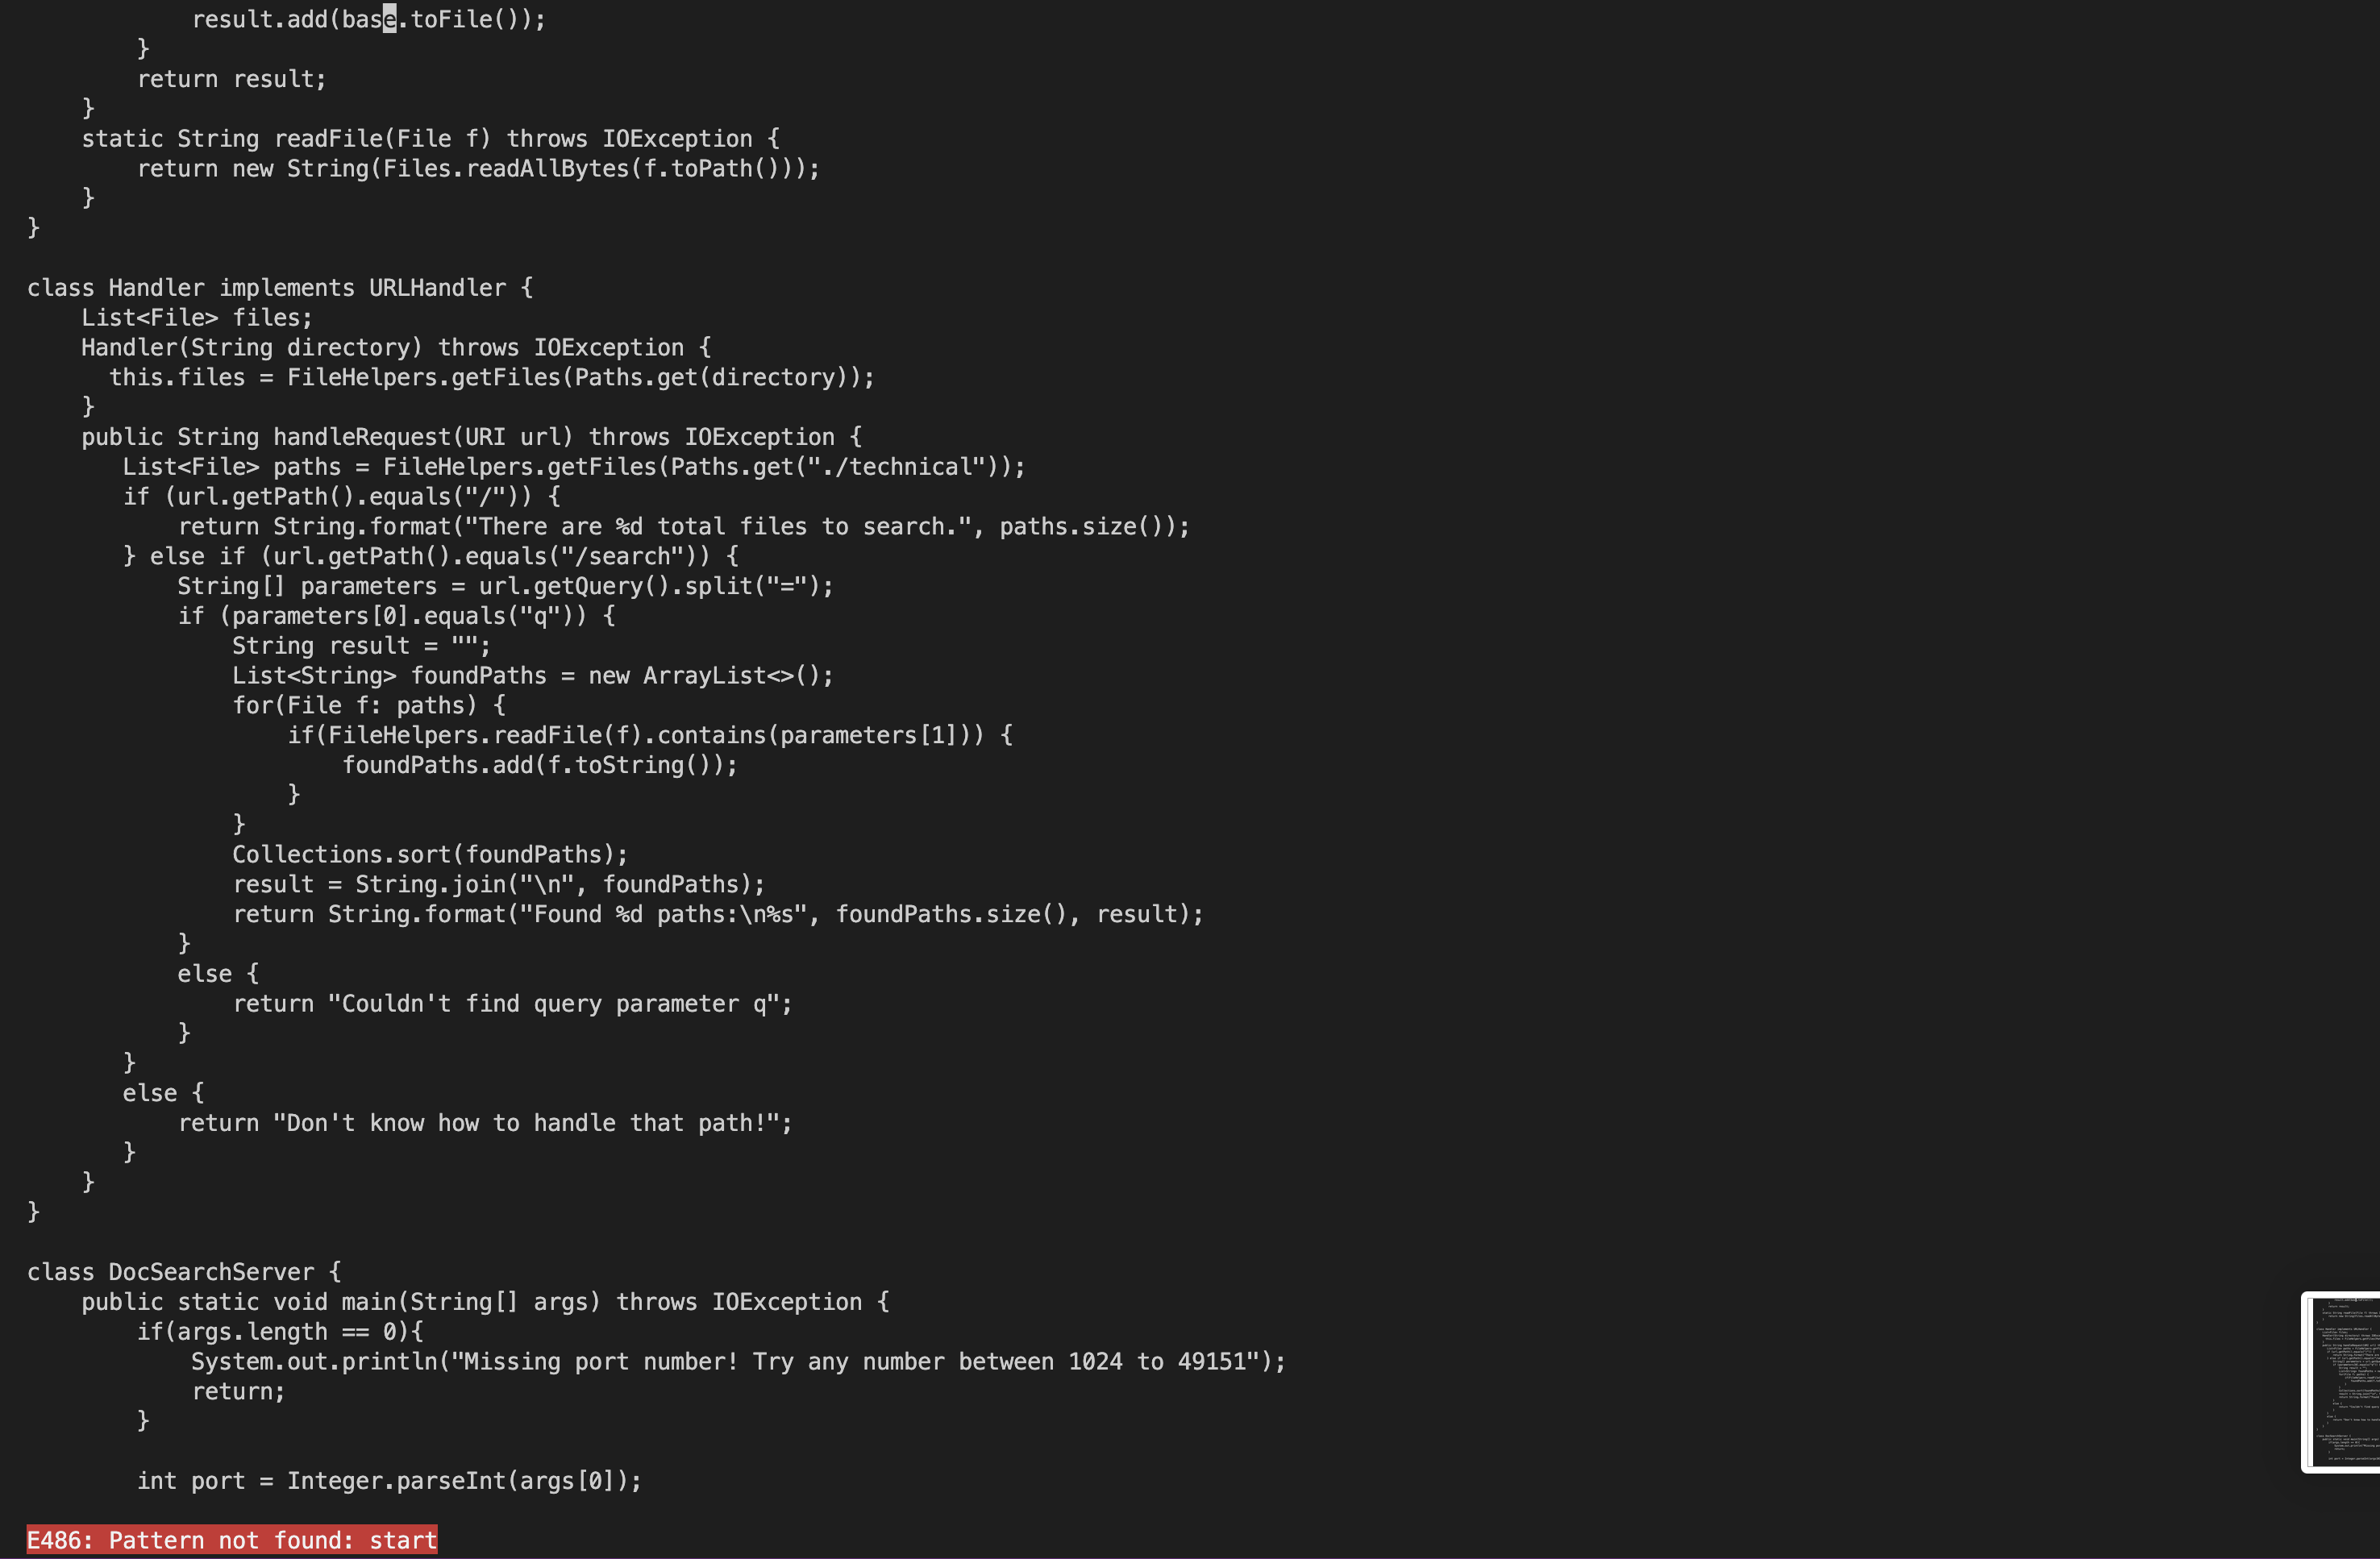 result.add(base.toFile());
        }
        return result;
    }
    static String readFile(File f) throws IOException {
        return new String(Files.readAllBytes(f.toPath()));
    }
}

class Handler implements URLHandler {
    List<File> files;
    Handler(String directory) throws IOException {
      this.files = FileHelpers.getFiles(Paths.get(directory));
    }
    public String handleRequest(URI url) throws IOException {
       List<File> paths = FileHelpers.getFiles(Paths.get("./technical"));
       if (url.getPath().equals("/")) {
           return String.format("There are %d total files to search.", paths.size());
       } else if (url.getPath().equals("/search")) {
           String[] parameters = url.getQuery().split("=");
           if (parameters[0].equals("q")) {
               String result = "";
               List<String> foundPaths = new ArrayList<>();
               for(File f: paths) {
                   if(FileHelpers.readFile(f).contains(parameters[1])) {
                       foundPaths.add(f.toString());
                   }
               }
               Collections.sort(foundPaths);
               result = String.join("\n", foundPaths);
               return String.format("Found %d paths:\n%s", foundPaths.size(), result);
           }
           else {
               return "Couldn't find query parameter q";
           }
       }
       else {
           return "Don't know how to handle that path!";
       }
    }
}

class DocSearchServer {
    public static void main(String[] args) throws IOException {
        if(args.length == 0){
            System.out.println("Missing port number! Try any number between 1024 to 49151");
            return;
        }

        int port = Integer.parseInt(args[0]);

E486: Pattern not found: start